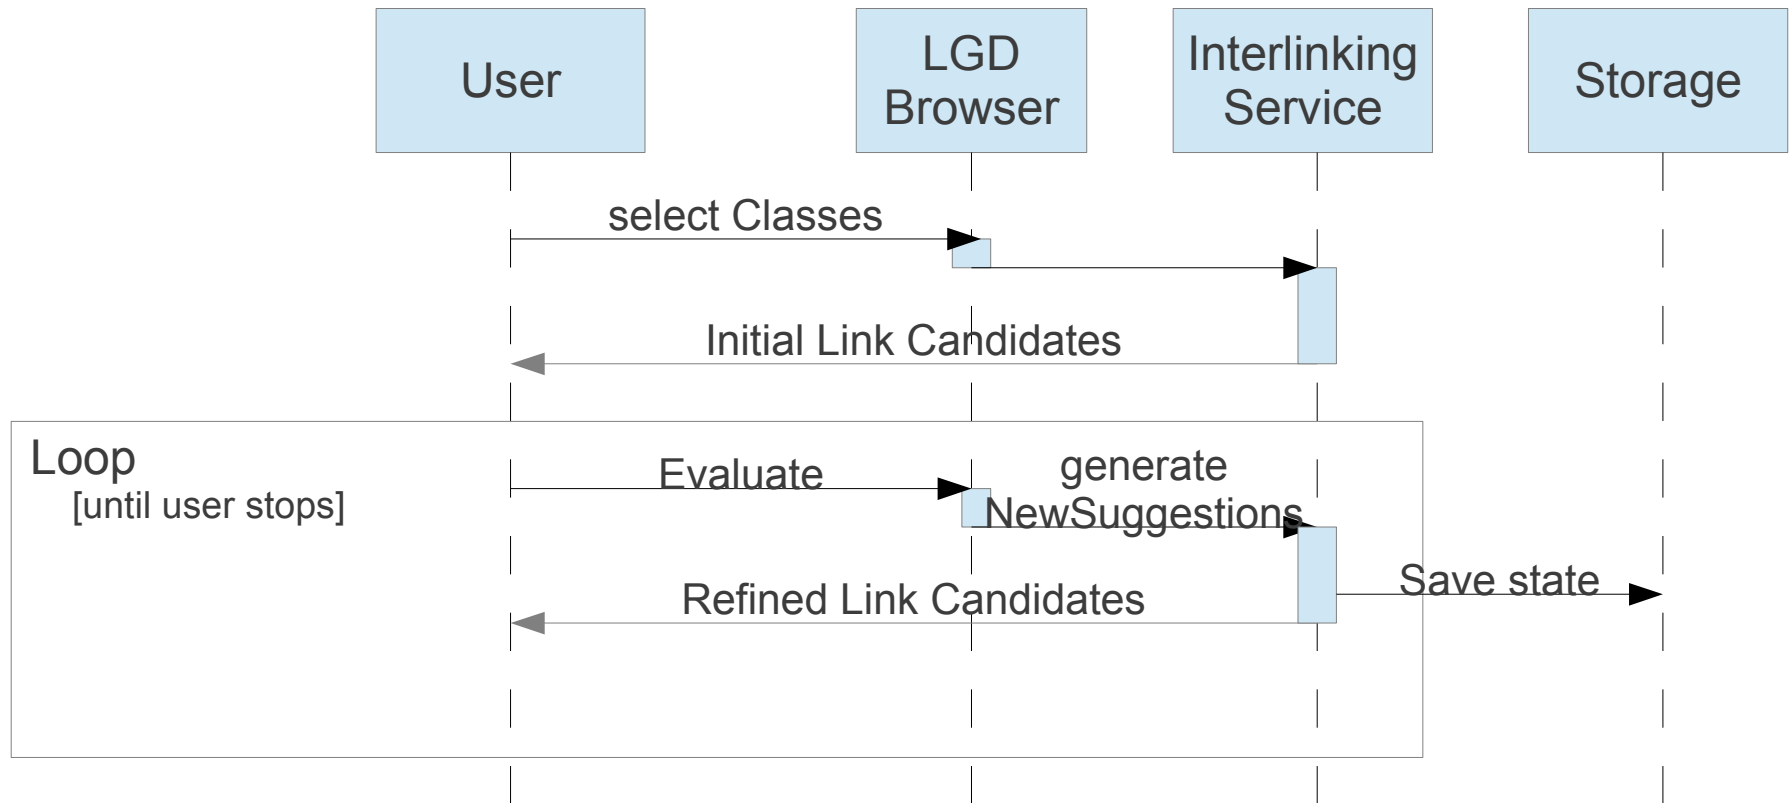 User
LGD
Browser
Interlinking
Service
Storage
select Classes
Initial Link Candidates
Loop
[until user stops]
Evaluate
generate
NewSuggestions
Save state
Refined Link Candidates